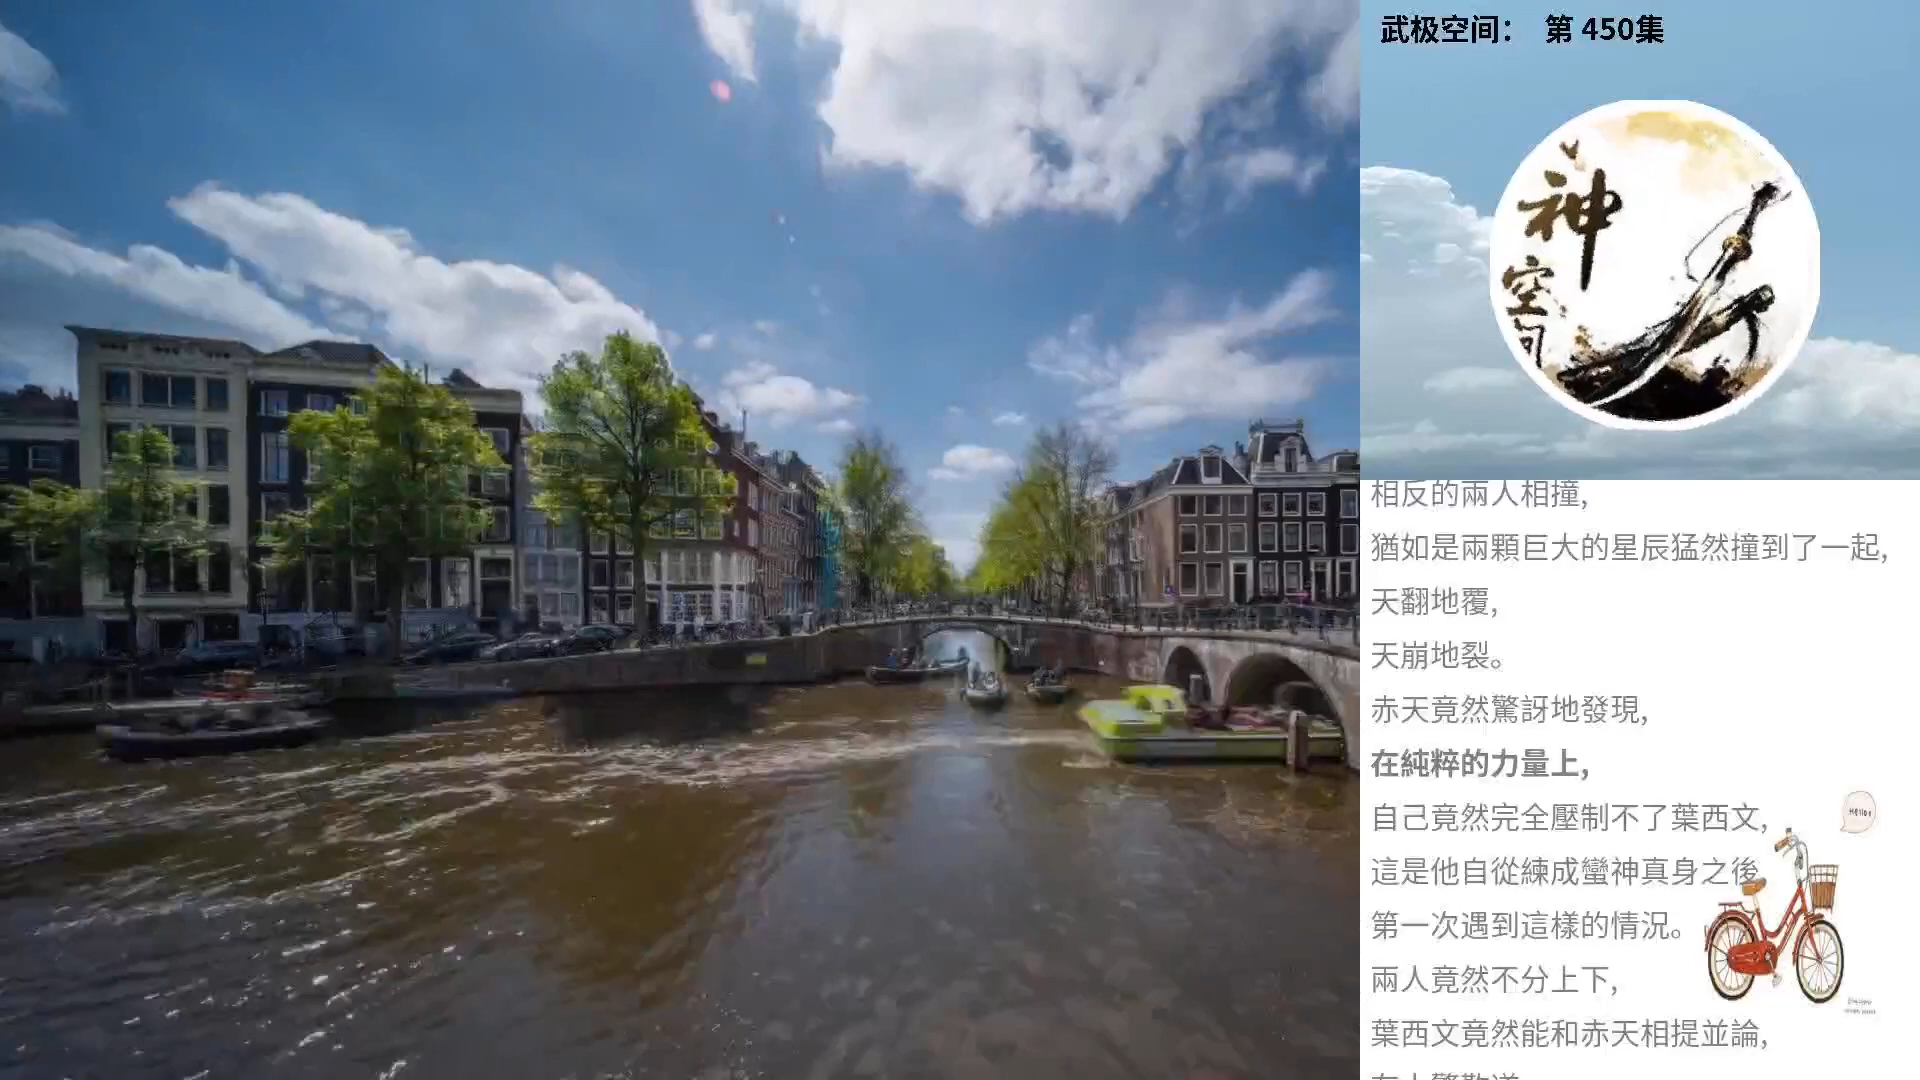 武极空间： 第 450集
神
空间
相反的兩人相撞,
猶如是兩顆巨大的星辰猛然撞到了一起,
天翻地覆,
天崩地裂。
赤天竟然驚訝地發現,
在純粹的力量上,
自己竟然完全壓制不了葉西文,
Hello!
這是他自從練成蠻神真身之後,
第一次遇到這樣的情況。
兩人竟然不分上下,
葉西文竟然能和赤天相提並論,